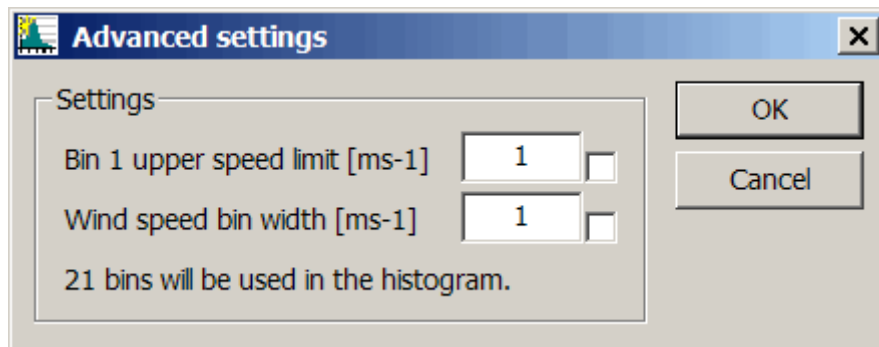 Advanced settings
Settings
OK
Bin 1 upper speed limit [ms-1] 1
Cancel
Wind speed bin width [ms-1] 1
21 bins will be used in the histogram.